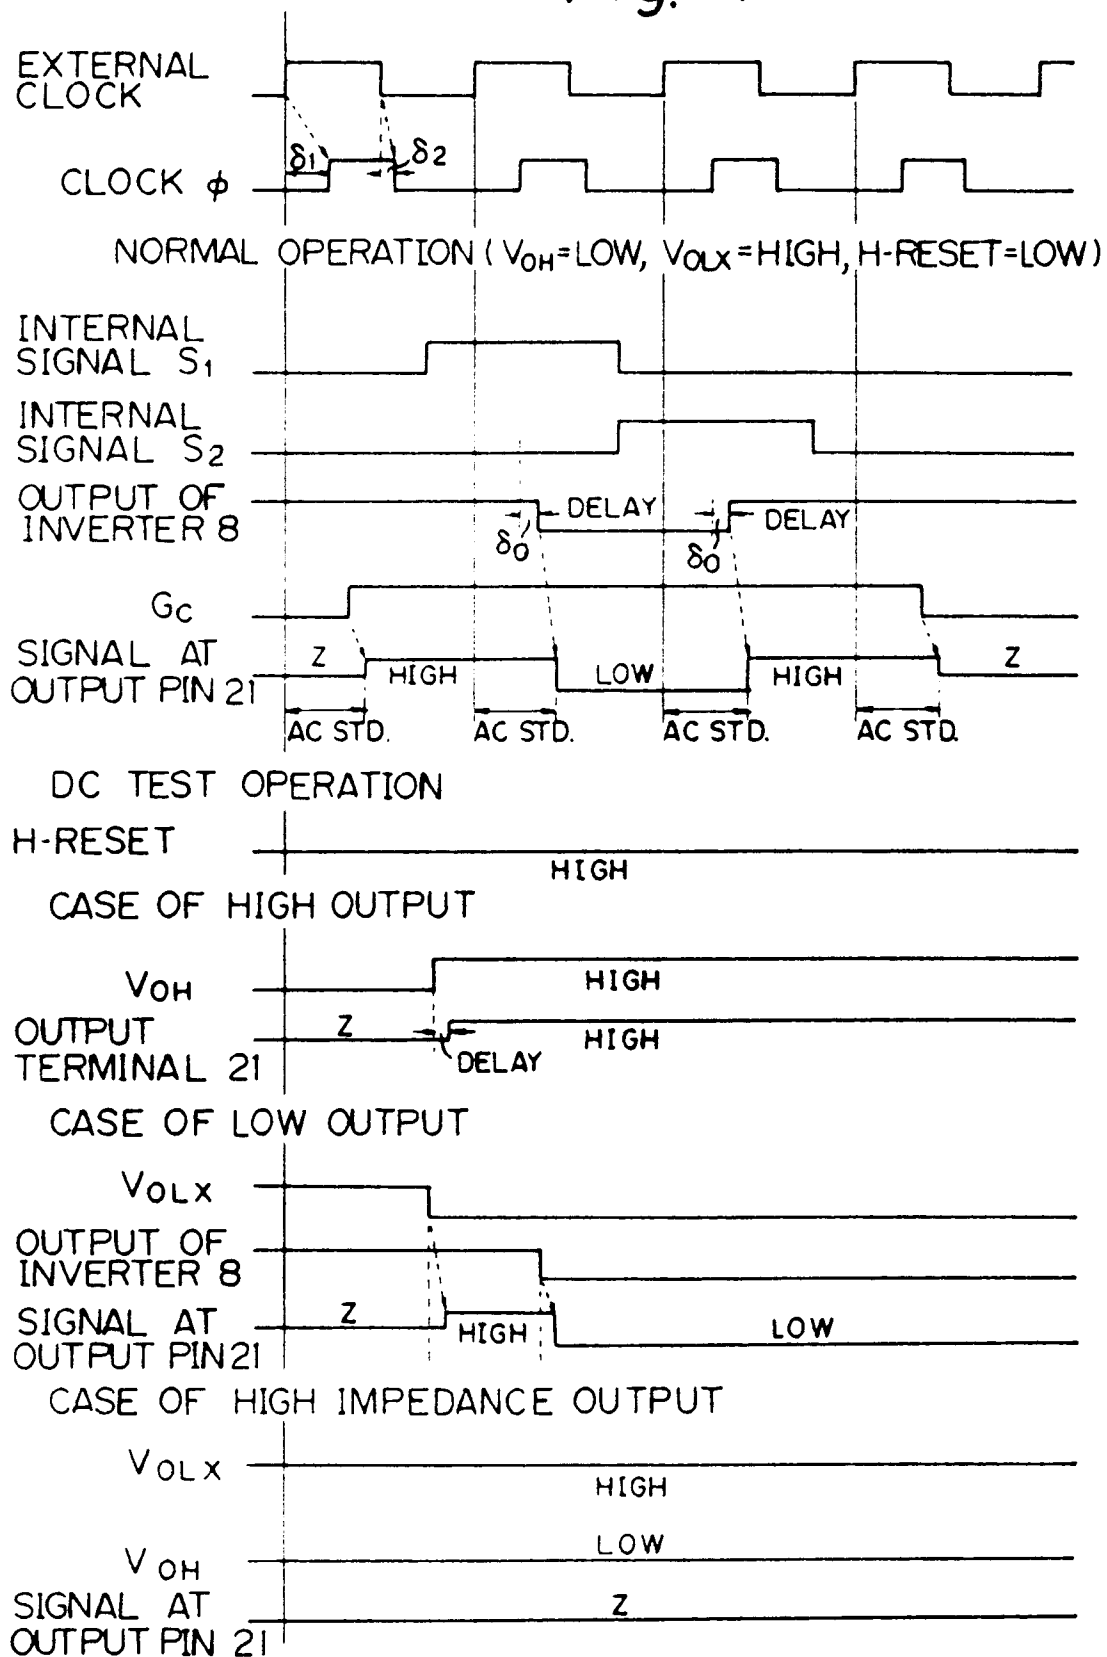 Fig.
EXTERNAL
CLOCK
δ1 δ2
CLOCK φ
NORMAL OPERATION (VOH=LOW, VOLX=HIGH, H-RESET=LOW)
INTERNAL
SIGNAL S1
INTERNAL
SIGNAL S2
OUTPUT OF
INVERTER 8
DELAY DELAY
δ0 δ0
GC
SIGNAL AT
OUTPUT PIN 21
Z HIGH LOW HIGH Z
AC STD. AC STD. AC STD. AC STD.
DC TEST OPERATION
H-RESET
HIGH
CASE OF HIGH OUTPUT
VOH
HIGH
OUTPUT
TERMINAL 21
Z HIGH
DELAY
CASE OF LOW OUTPUT
VOLX
OUTPUT OF
INVERTER 8
SIGNAL AT
OUTPUT PIN 21
Z HIGH LOW
CASE OF HIGH IMPEDANCE OUTPUT
VOLX
HIGH
LOW
VOH
SIGNAL AT
OUTPUT PIN 21
Z